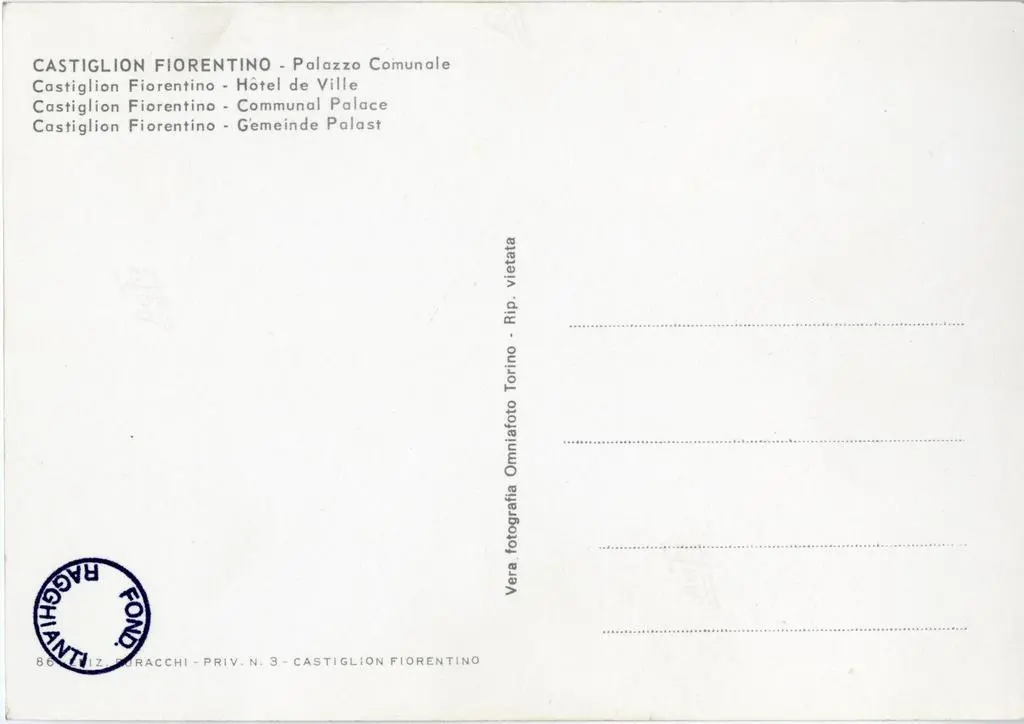 CASTIGLION FIORENTINO - Palazzo Comunale
Castiglion Fiorentino - Hôtel de Ville
Castiglion Fiorentino - Communal Palace
Castiglion Fiorentino - Gemeinde Palast
Vera fotografia Omniafoto Torino - Rip. vietata
FOND. RAGGHIANTI
PRIV. N. 3 - CASTIGLION FIORENTINO